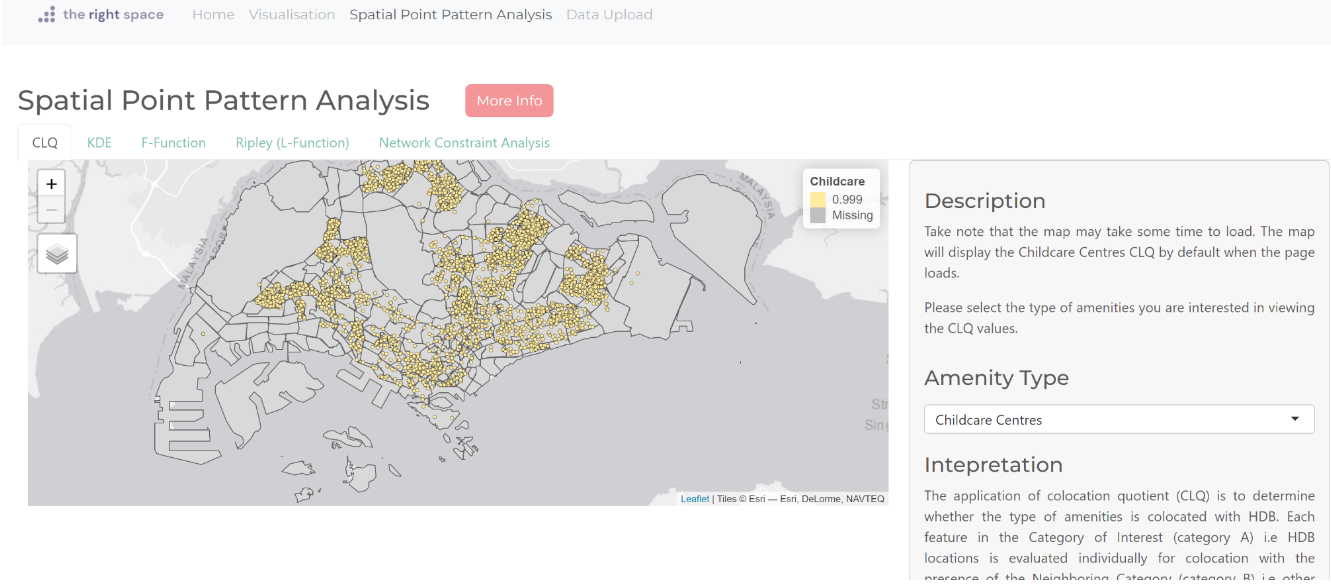 the right space Home Visualisation Spatial Point Pattern Analysis Data Upload
Spatial Point Pattern Analysis More Info
CLQ KDE F-Function Ripley (L-Function) Network Constraint Analysis
+
−
MALAYSIA
MALAYSIA
Childcare
0.999
Missing
Leaflet | Tiles © Esri — Esri, DeLorme, NAVTEQ
Description
Take note that the map may take some time to load. The map
will display the Childcare Centres CLQ by default when the page
loads.
Please select the type of amenities you are interested in viewing
the CLQ values.
Amenity Type
Childcare Centres
Intepretation
The application of colocation quotient (CLQ) is to determine
whether the type of amenities is colocated with HDB. Each
feature in the Category of Interest (category A) i.e HDB
locations is evaluated individually for colocation with the
presence of the Neighboring Category (category B) i.e other